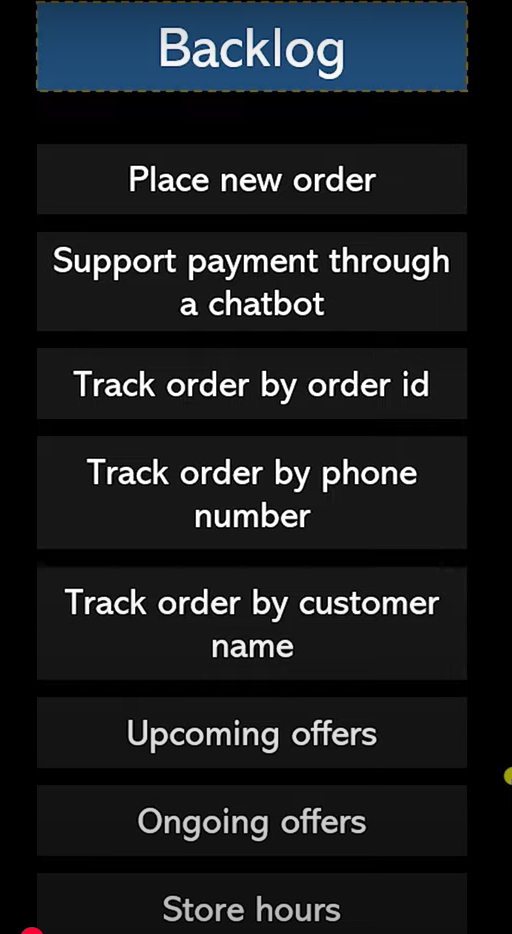 Backlog
Place new order
Support payment through
a chatbot
Track order by order id
Track order by phone
number
Track order by customer
name
Upcoming offers
Ongoing offers
Store hours